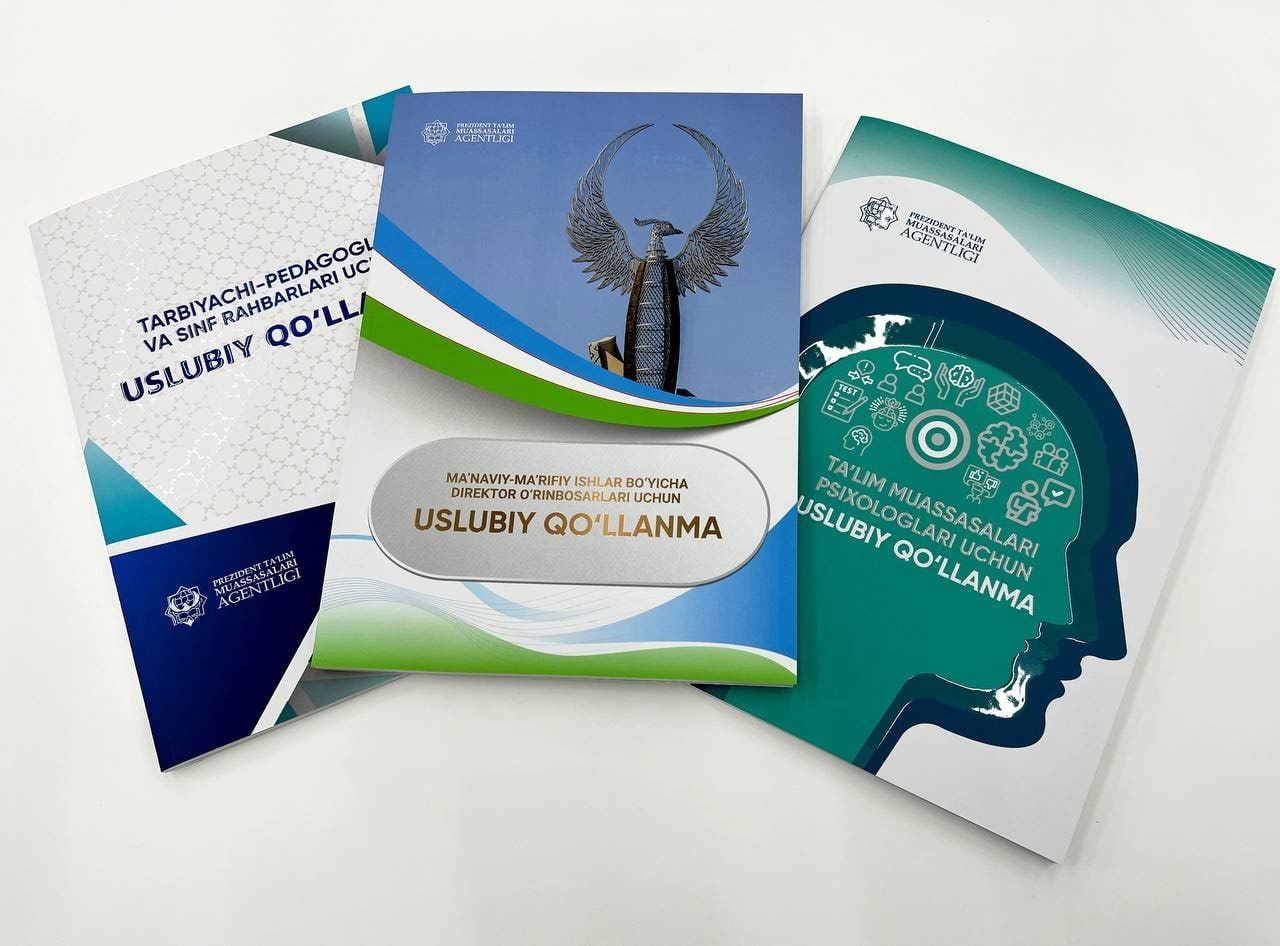 TARBIYACHI-PEDAGOGL
VA SINF RAHBARLARI UC
USLUBIY QO‘LLA
PREZIDENT TA'LIM
MUASSASALARI
AGENTLIGI
PREZIDENT TA'LIM
MUASSASALARI
AGENTLIGI
MA'NAVIY-MA'RIFIY ISHLAR BO‘YICHA
DIREKTOR O‘RINBOSARLARI UCHUN
USLUBIY QO‘LLANMA
PREZIDENT TA'LIM
MUASSASALARI
AGENTLIGI
TEST
TA'LIM MUASSASALARI
PSIXOLOGLARI UCHUN
USLUBIY QO‘LLANMA